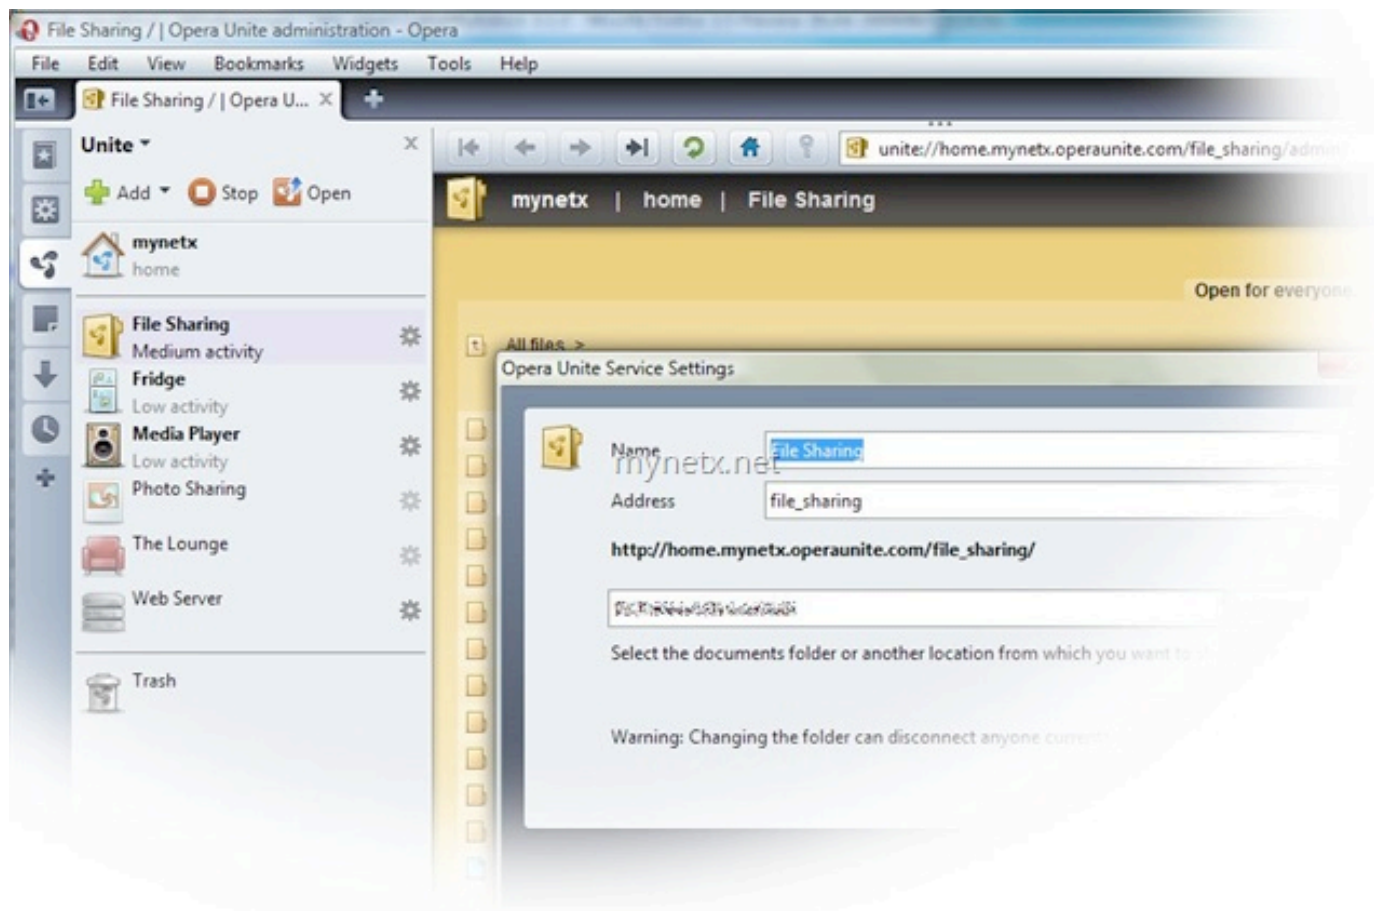 File Sharing / | Opera Unite administration - Opera
File Edit View Bookmarks Widgets Tools Help
File Sharing / | Opera U...
Unite
unite://home.mynetx.operaunite.com/file_sharing/admin
Add Stop Open
mynetx | home | File Sharing
mynetx
home
Open for everyone.
File Sharing
Medium activity
All files >
Opera Unite Service Settings
Fridge
Low activity
Media Player
Low activity
Name File Sharing
mynetx.net
Photo Sharing
Address file_sharing
The Lounge
http://home.mynetx.operaunite.com/file_sharing/
Web Server
Select the documents folder or another location from which you want to
Trash
Warning: Changing the folder can disconnect anyone